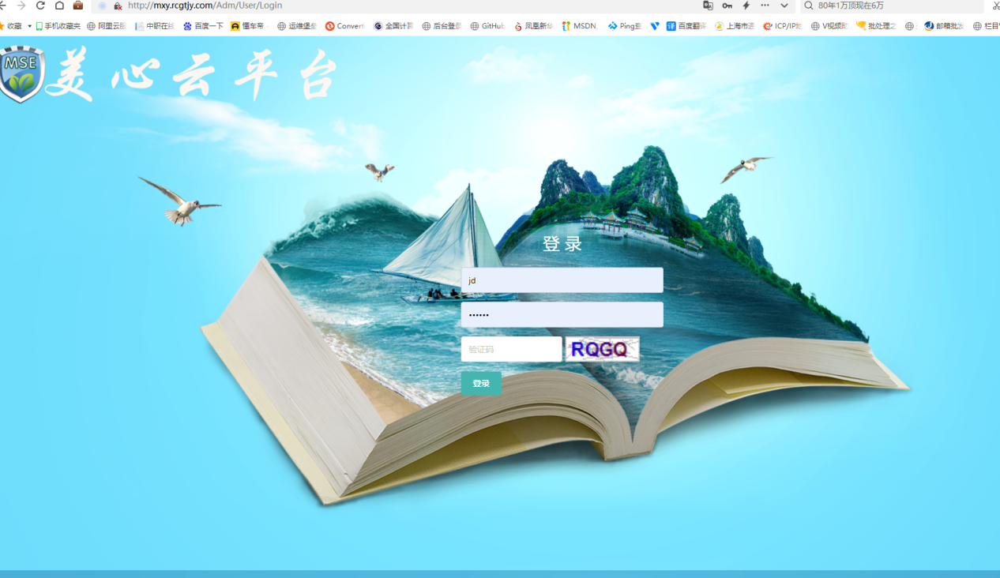 http://mxy.rcgtjy.com/Adm/User/Login
80年1万顶现在6万
收藏 手机收藏夹 阿里云服 中职在线 百度一下 懂车帝 运维堡垒 Convert 全国计算 后台登录 GitHub 凤凰新华 MSDN, Ping 百度翻译 上海市进 ICP/IP地 V视频 批处理之 邮箱批发 栏目
MSE
美心云平台
登录
jd
••••••
验证码
RQGQ
登录